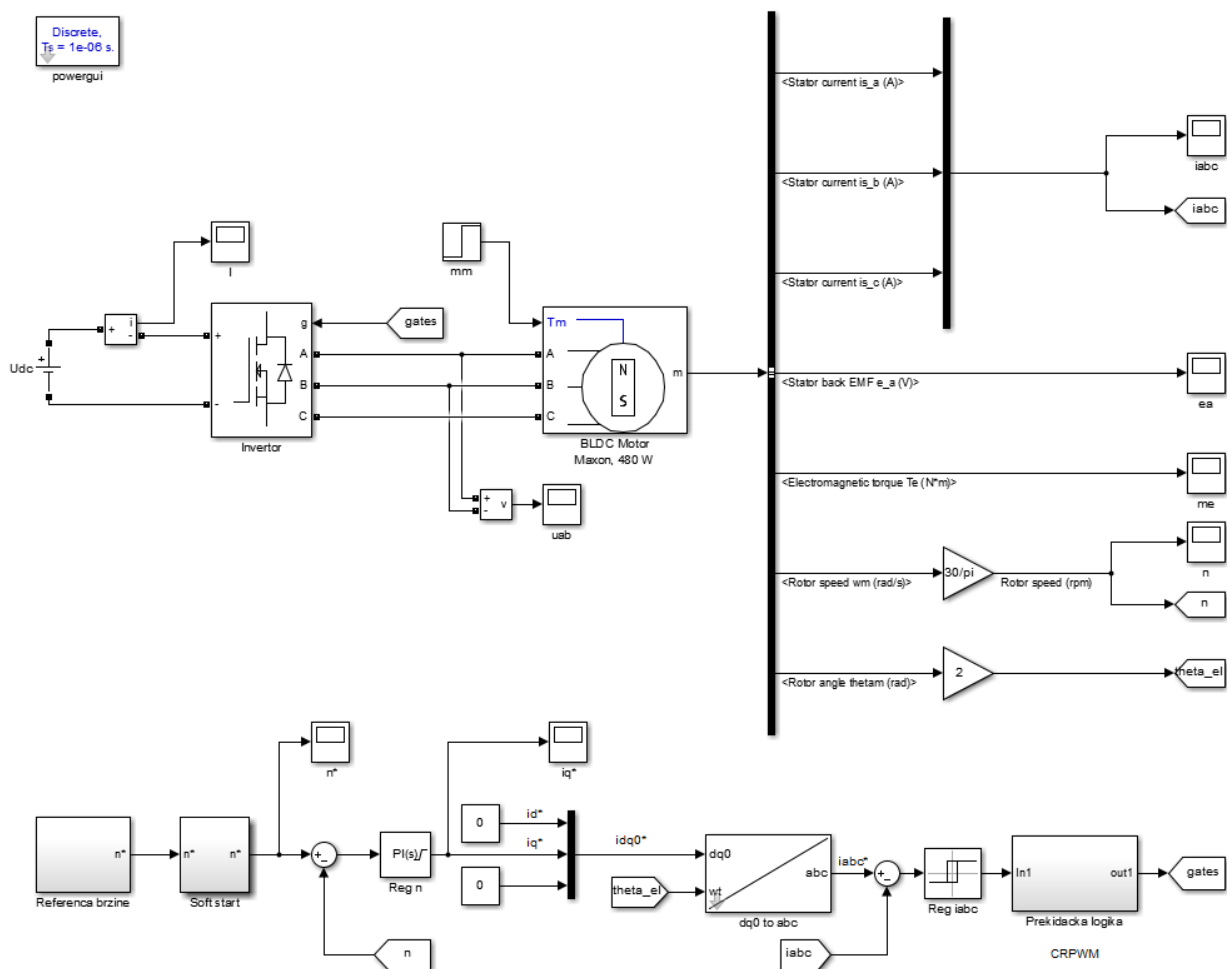 Discrete,
Ts = 1e-06 s.
powergui
<Stator current is_a (A)>
iabc
<Stator current is_b (A)>
iabc
I
mm
<Stator current is_c (A)>
i
+
-
Udc
+
+
-
g
A
B
C
Invertor
gates
Tm
A
B
C
N
S
m
BLDC Motor
Maxon, 480 W
<Stator back EMF e_a (V)>
ea
+
-
v
uab
<Electromagnetic torque Te (N*m)>
me
<Rotor speed wm (rad/s)>
30/pi
Rotor speed (rpm)
n
n
<Rotor angle thetam (rad)>
2
theta_el
n*
iq*
n*
Referenca brzine
n*
n*
Soft start
+
-
PI(s)
Reg n
0
id*
iq*
0
idq0*
theta_el
dq0
wt
abc
dq0 to abc
iabc*
+
-
Reg iabc
In1
out1
Prekidacka logika
gates
n
iabc
CRPWM